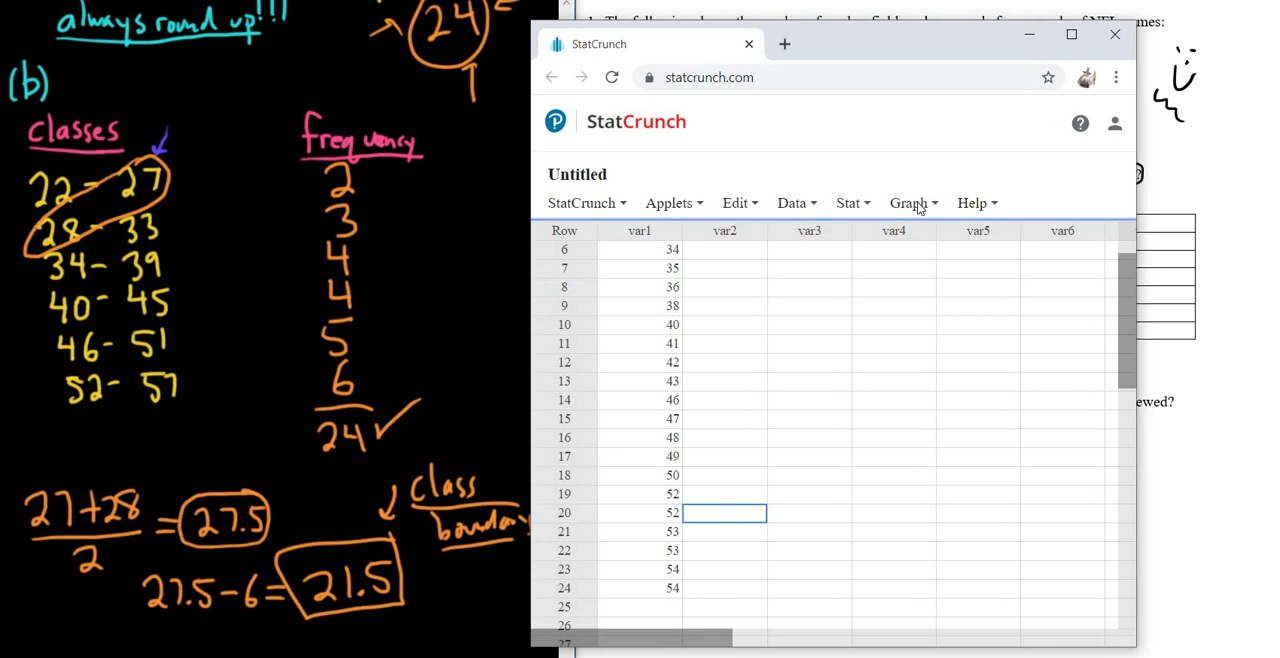 always round up!!!
24
(b)
classes
frequency
22 - 27
2
28 - 33
3
34 - 39
4
40 - 45
4
46 - 51
5
52 - 57
6
24
27+28
2
= 27.5
27.5 - 6 = 21.5
class
boundary
StatCrunch
statcrunch.com
StatCrunch
Untitled
StatCrunch Applets Edit Data Stat Graph Help
Row var1 var2 var3 var4 var5 var6
6 34
7 35
8 36
9 38
10 40
11 41
12 42
13 43
14 46
15 47
16 48
17 49
18 50
19 52
20 52
21 53
22 53
23 54
24 54
25
26
27
ewed?